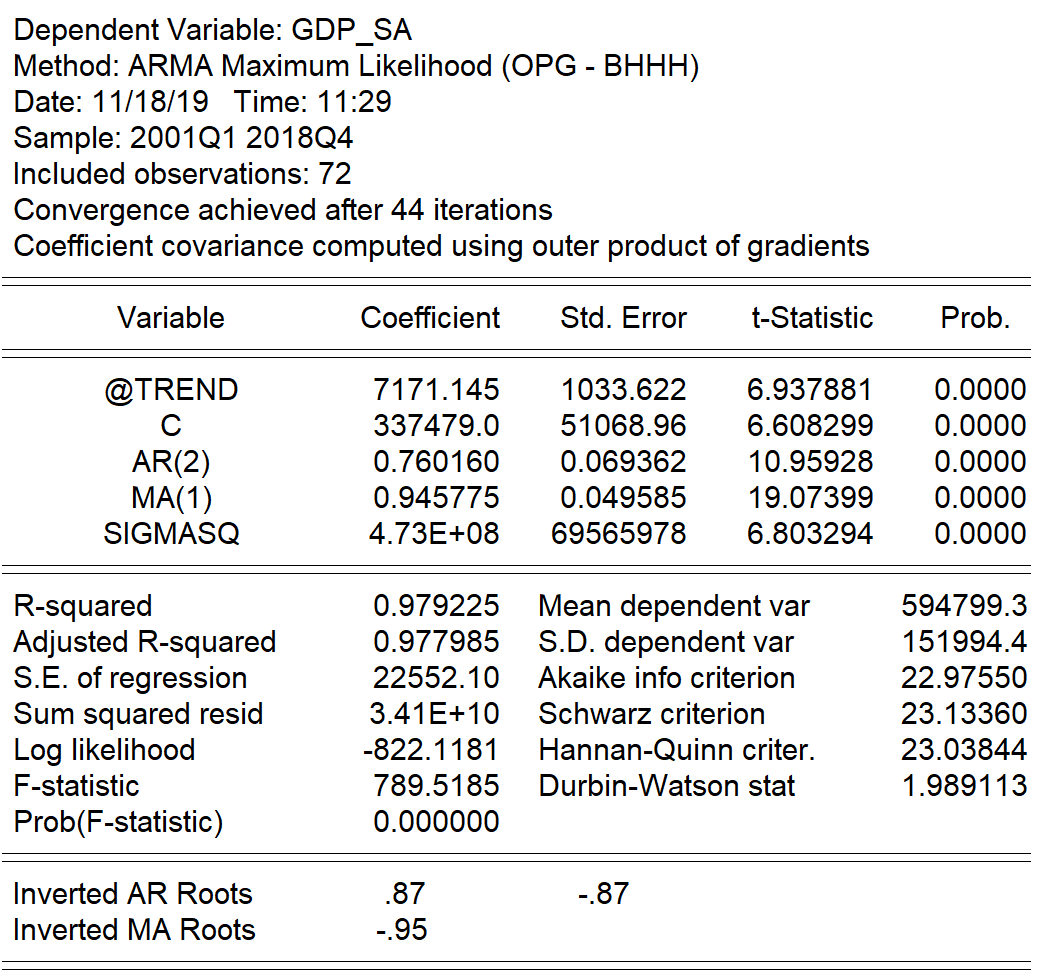 Dependent Variable: GDP_SA
Method: ARMA Maximum Likelihood (OPG - BHHH)
Date: 11/18/19 Time: 11:29
Sample: 2001Q1 2018Q4
Included observations: 72
Convergence achieved after 44 iterations
Coefficient covariance computed using outer product of gradients
Variable Coefficient Std. Error t-Statistic Prob.
@TREND 7171.145 1033.622 6.937881 0.0000
C 337479.0 51068.96 6.608299 0.0000
AR(2) 0.760160 0.069362 10.95928 0.0000
MA(1) 0.945775 0.049585 19.07399 0.0000
SIGMASQ 4.73E+08 69565978 6.803294 0.0000
R-squared 0.979225 Mean dependent var 594799.3
Adjusted R-squared 0.977985 S.D. dependent var 151994.4
S.E. of regression 22552.10 Akaike info criterion 22.97550
Sum squared resid 3.41E+10 Schwarz criterion 23.13360
Log likelihood -822.1181 Hannan-Quinn criter. 23.03844
F-statistic 789.5185 Durbin-Watson stat 1.989113
Prob(F-statistic) 0.000000
Inverted AR Roots .87 -.87
Inverted MA Roots -.95